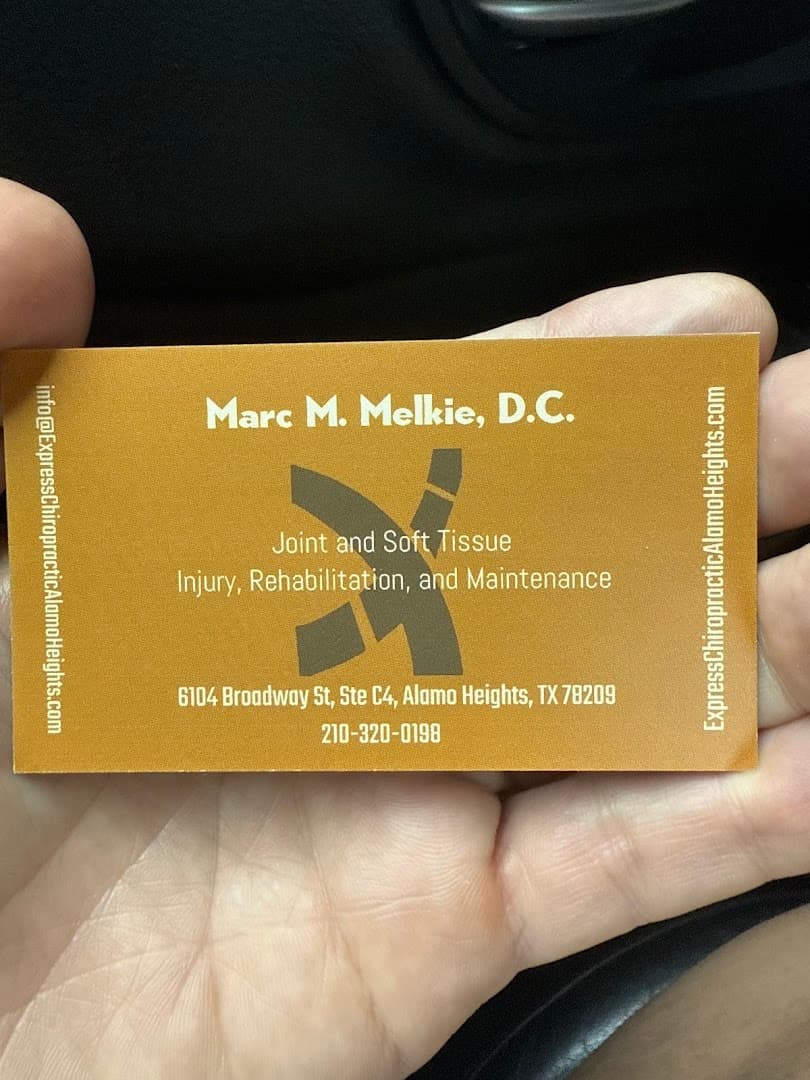 Marc M. Melkie, D.C.
Joint and Soft Tissue
Injury, Rehabilitation, and Maintenance
6104 Broadway St, Ste C4, Alamo Heights, TX 78209
210-320-0198
info@ExpressChiropracticAlamoHeights.com
ExpressChiropracticAlamoHeights.com